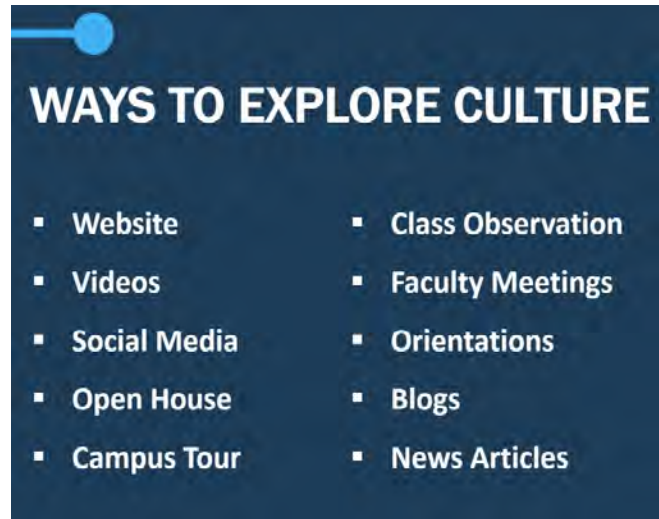 WAYS TO EXPLORE CULTURE
▪ Website
▪ Videos
▪ Social Media
▪ Open House
▪ Campus Tour
▪ Class Observation
▪ Faculty Meetings
▪ Orientations
▪ Blogs
▪ News Articles